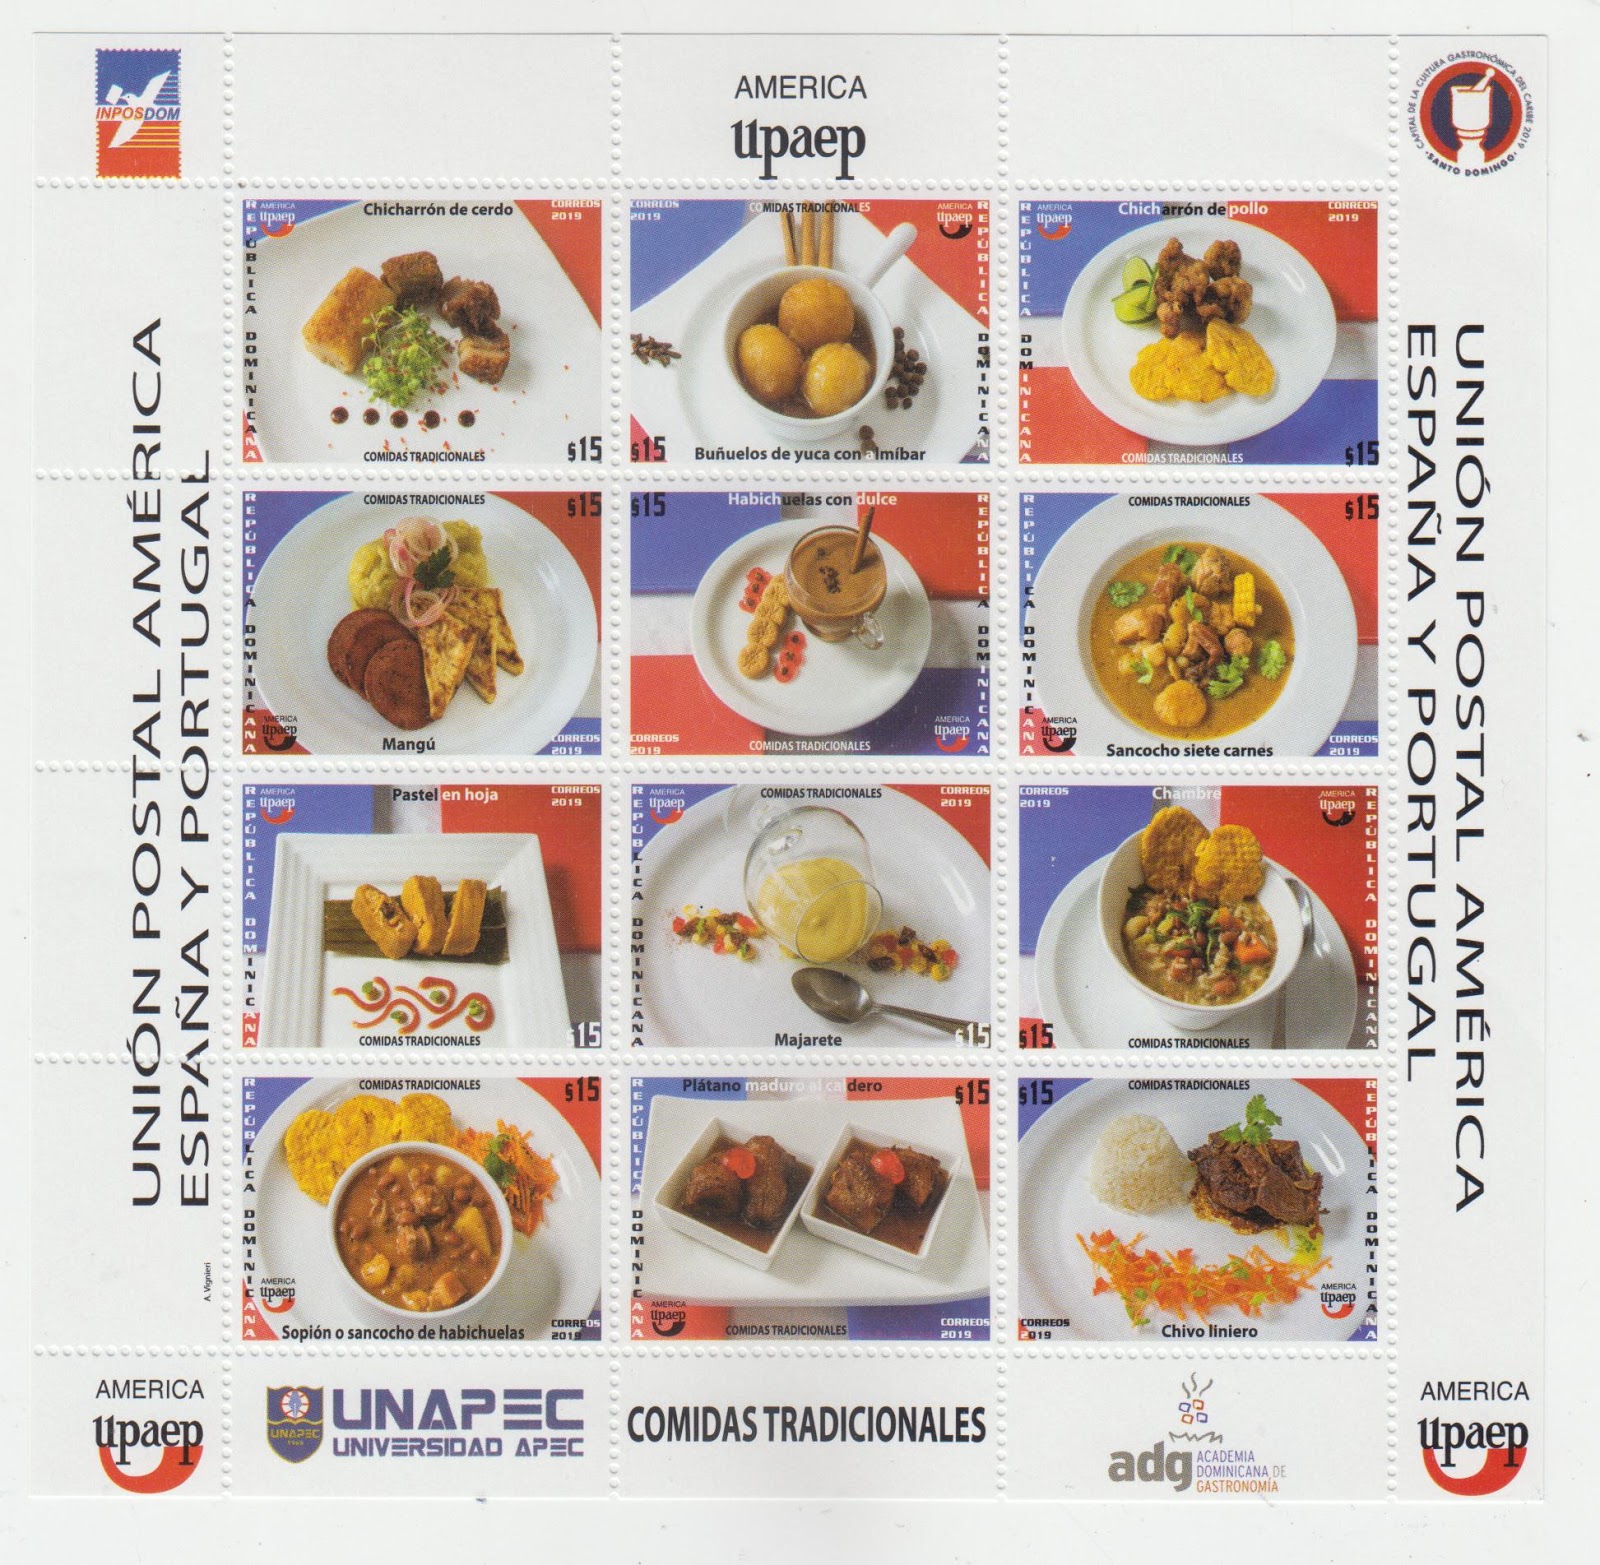 INPOSDOM
AMERICA
upaep
CAPITAL DE LA CULTURA GASTRONÓMICA DEL CARIBE 2019
·SANTO DOMINGO·
UNIÓN POSTAL AMÉRICA
ESPAÑA Y PORTUGAL
REPÚBLICA DOMINICANA
AMERICA
upaep
Chicharrón de cerdo
CORREOS
2019
COMIDAS TRADICIONALES
$15
CORREOS
2019
COMIDAS TRADICIONALES
AMERICA
upaep
REPÚBLICA DOMINICANA
$15
Buñuelos de yuca con almíbar
REPÚBLICA DOMINICANA
AMERICA
upaep
Chicharrón de pollo
CORREOS
2019
COMIDAS TRADICIONALES
$15
REPÚBLICA DOMINICANA
COMIDAS TRADICIONALES
$15
AMERICA
upaep
Mangú
CORREOS
2019
$15
Habichuelas con dulce
REPÚBLICA DOMINICANA
CORREOS
2019
COMIDAS TRADICIONALES
AMERICA
upaep
REPÚBLICA DOMINICANA
COMIDAS TRADICIONALES
$15
AMERICA
upaep
Sancocho siete carnes
CORREOS
2019
REPÚBLICA DOMINICANA
AMERICA
upaep
Pastel en hoja
CORREOS
2019
COMIDAS TRADICIONALES
$15
REPÚBLICA DOMINICANA
AMERICA
upaep
COMIDAS TRADICIONALES
CORREOS
2019
Majarete
$15
CORREOS
2019
Chambre
AMERICA
upaep
REPÚBLICA DOMINICANA
$15
COMIDAS TRADICIONALES
REPÚBLICA DOMINICANA
COMIDAS TRADICIONALES
$15
AMERICA
upaep
Sopión o sancocho de habichuelas
CORREOS
2019
REPÚBLICA DOMINICANA
Plátano maduro al caldero
$15
AMERICA
upaep
COMIDAS TRADICIONALES
CORREOS
2019
$15
COMIDAS TRADICIONALES
REPÚBLICA DOMINICANA
AMERICA
upaep
CORREOS
2019
Chivo liniero
UNIÓN POSTAL AMÉRICA
ESPAÑA Y PORTUGAL
A. Vignieri
AMERICA
upaep
UNAPEC
1965
UNAPEC
UNIVERSIDAD APEC
COMIDAS TRADICIONALES
adg ACADEMIA
DOMINICANA DE
GASTRONOMÍA
AMERICA
upaep